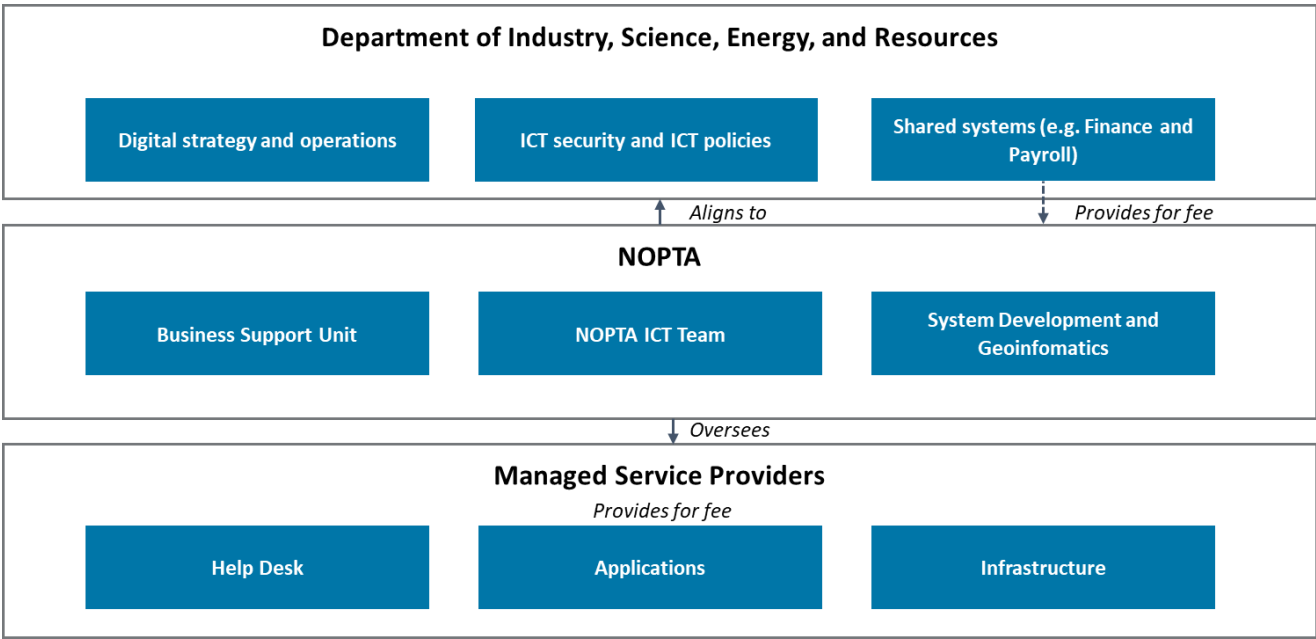 Department of Industry, Science, Energy, and Resources
Digital strategy and operations
ICT security and ICT policies
Shared systems (e.g. Finance and
Payroll)
Aligns to
Provides for fee
NOPTA
Business Support Unit
NOPTA ICT Team
System Development and
Geoinfomatics
Oversees
Managed Service Providers
Provides for fee
Help Desk
Applications
Infrastructure